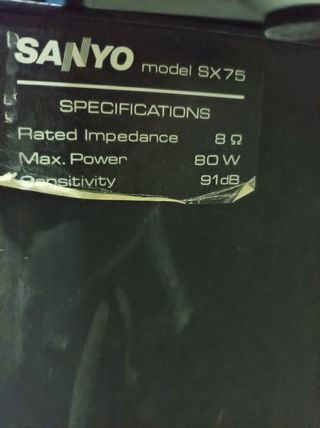 SANYO model SX75
SPECIFICATIONS
Rated Impedance 8 Ω
Max. Power 80 W
Sensitivity 91dB